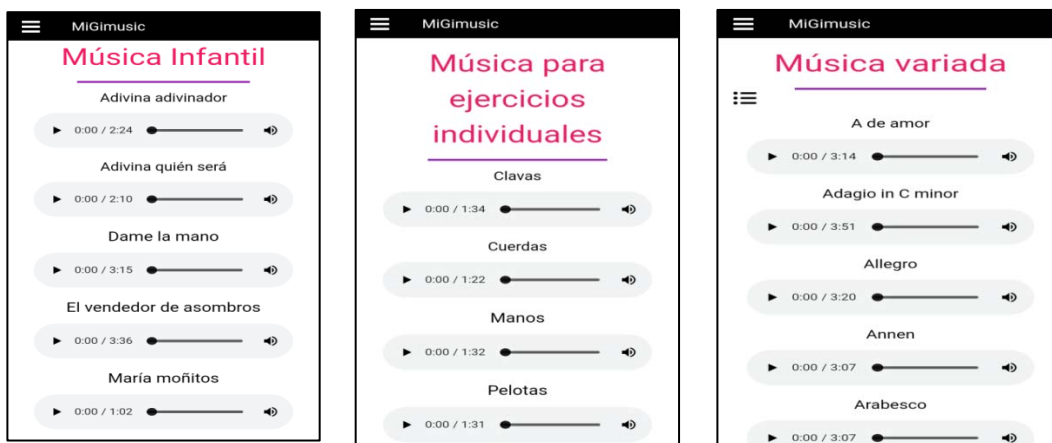 MiGimusic
Música Infantil
Adivina adivinador
0:00 / 2:24
Adivina quién será
0:00 / 2:10
Dame la mano
0:00 / 3:15
El vendedor de asombros
0:00 / 3:36
María moñitos
0:00 / 1:02
MiGimusic
Música para
ejercicios
individuales
Clavas
0:00 / 1:34
Cuerdas
0:00 / 1:22
Manos
0:00 / 1:32
Pelotas
0:00 / 1:31
MiGimusic
Música variada
A de amor
0:00 / 3:14
Adagio in C minor
0:00 / 3:51
Allegro
0:00 / 3:20
Annen
0:00 / 3:07
Arabesco
0:00 / 3:07